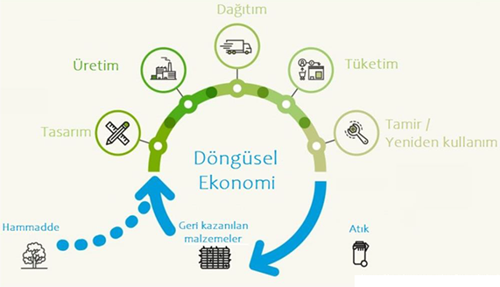 Dağıtım
Üretim
Tüketim
Tasarım
Tamir /
Yeniden kullanım
Döngüsel
Ekonomi
Hammadde
Geri kazanılan
malzemeler
Atık